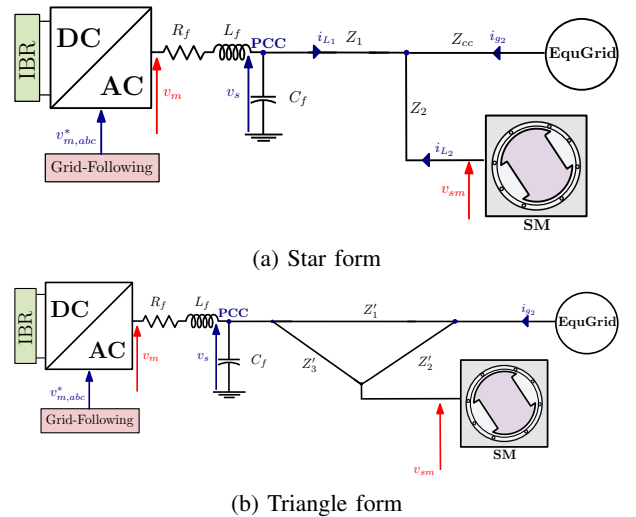 IBR
DC
AC
R_f
L_f
PCC
i_{L_1}
Z_1
Z_{cc}
i_{g_2}
EquGrid
v_m
v_s
C_f
Z_2
v^*_{m,abc}
Grid-Following
i_{L_2}
v_{sm}
SM
(a) Star form
IBR
DC
AC
R_f
L_f
PCC
Z'_1
i_{g_2}
EquGrid
v_m
v_s
C_f
Z'_3
Z'_2
v^*_{m,abc}
Grid-Following
v_{sm}
SM
(b) Triangle form